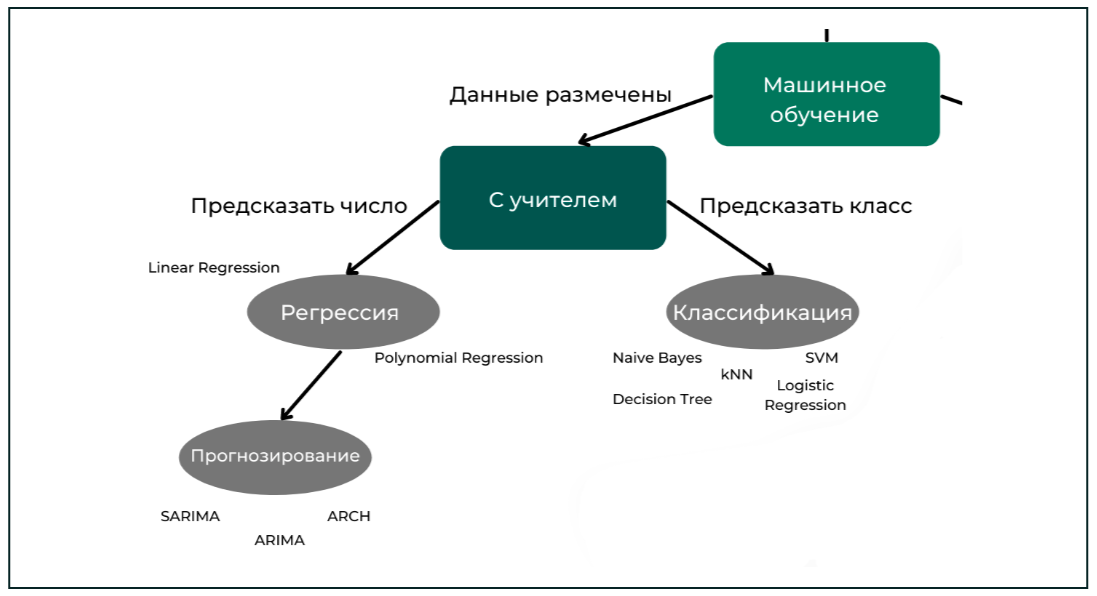 Машинное
обучение
Данные размечены
С учителем
Предсказать число
Предсказать класс
Linear Regression
Регрессия
Классификация
Polynomial Regression
Naive Bayes
SVM
kNN
Decision Tree
Logistic
Regression
Прогнозирование
SARIMA
ARCH
ARIMA